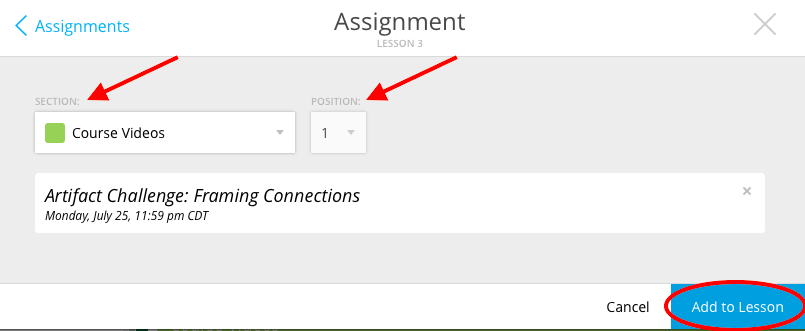 Assignments
Assignment
LESSON 3
SECTION:
POSITION:
Course Videos
1
Artifact Challenge: Framing Connections
Monday, July 25, 11:59 pm CDT
Cancel
Add to Lesson